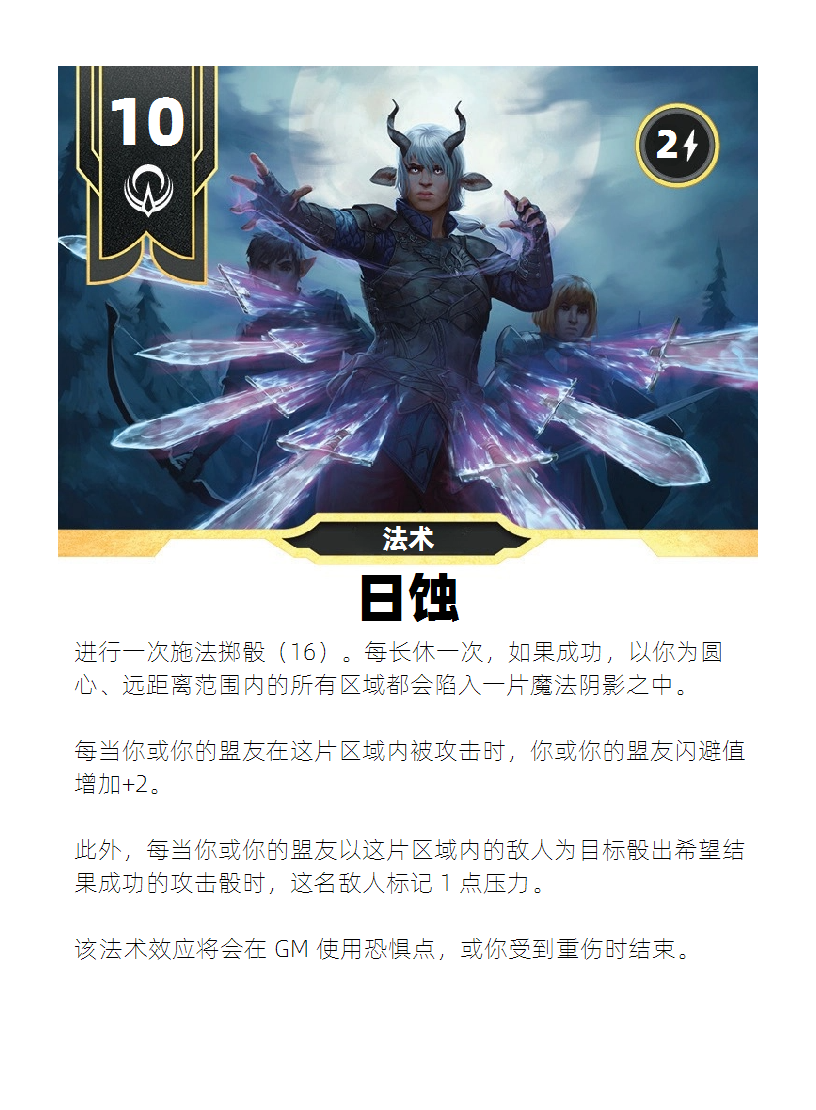 10
2
法术
日蚀
进行一次施法掷骰（16）。每长休一次，如果成功，以你为圆
心、远距离范围内的所有区域都会陷入一片魔法阴影之中。
每当你或你的盟友在这片区域内被攻击时，你或你的盟友闪避值
增加+2。
此外，每当你或你的盟友以这片区域内的敌人为目标骰出希望结
果成功的攻击骰时，这名敌人标记 1 点压力。
该法术效应将会在 GM 使用恐惧点，或你受到重伤时结束。